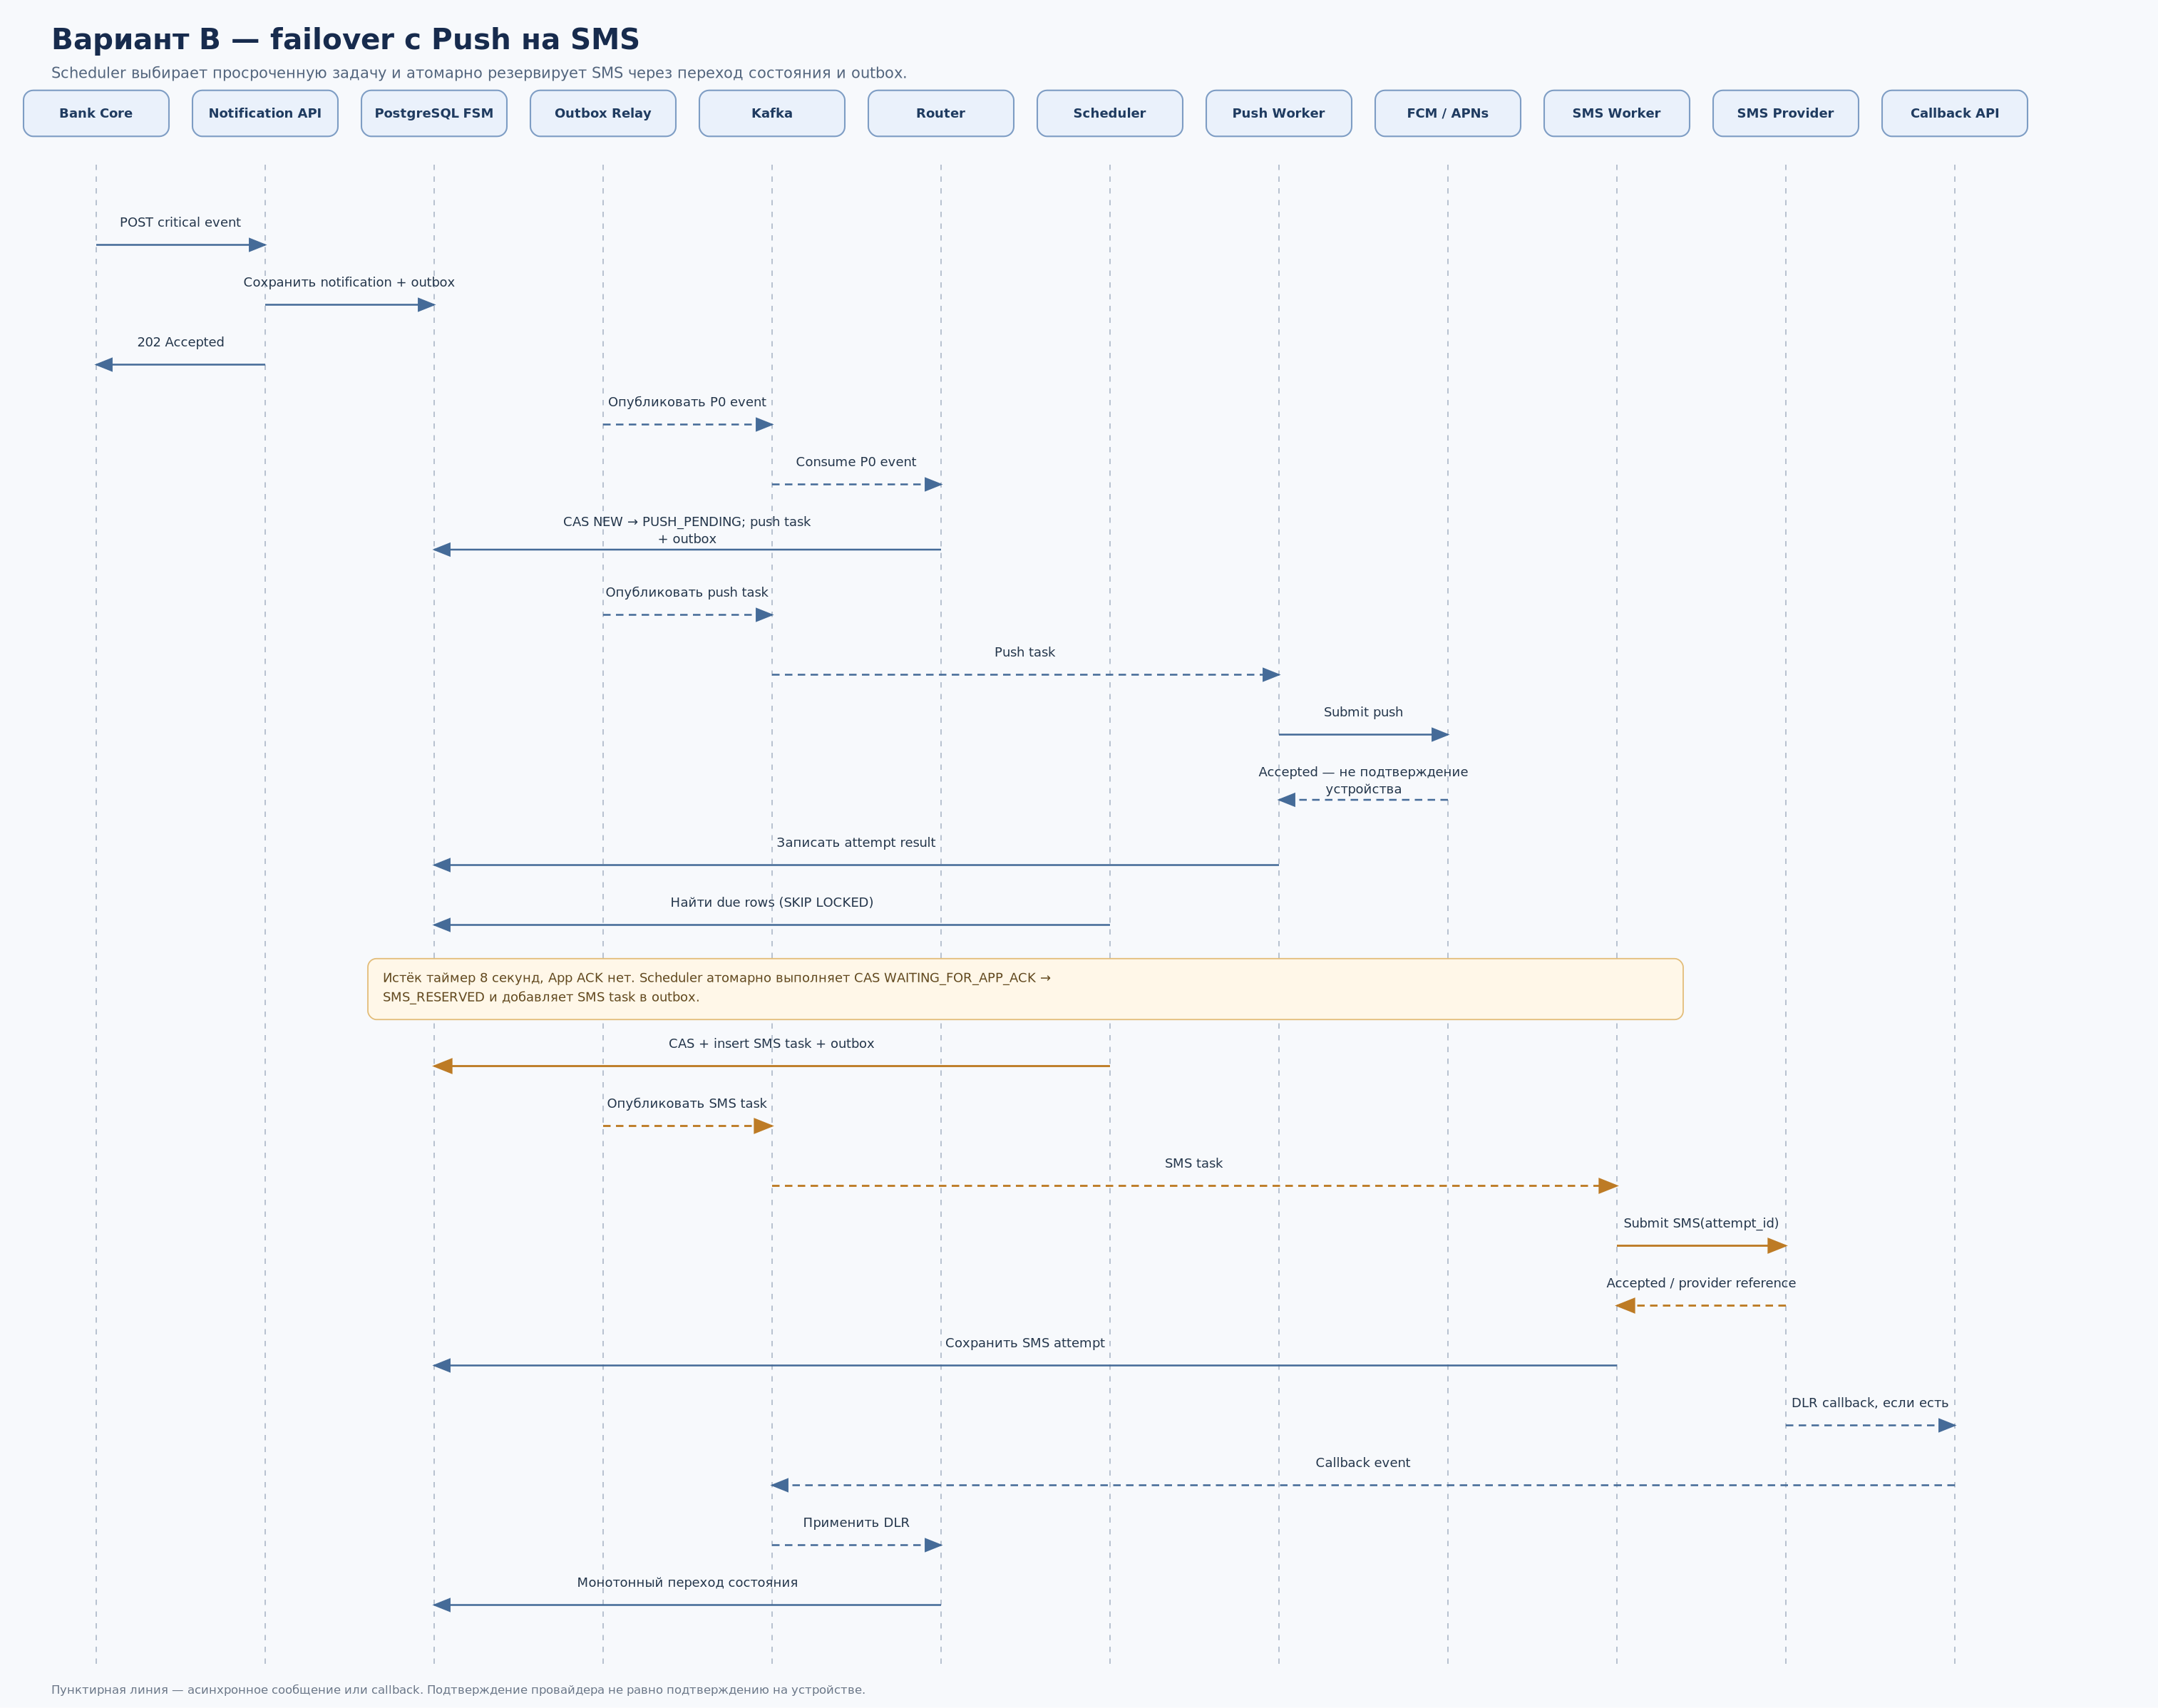 Вариант B — failover с Push на SMS
Scheduler выбирает просроченную задачу и атомарно резервирует SMS через переход состояния и outbox.
Bank Core
Notification API
PostgreSQL FSM
Outbox Relay
Kafka
Router
Scheduler
Push Worker
FCM / APNs
SMS Worker
SMS Provider
Callback API
POST critical event
Сохранить notification + outbox
202 Accepted
Опубликовать P0 event
Consume P0 event
CAS NEW → PUSH_PENDING; push task
+ outbox
Опубликовать push task
Push task
Submit push
Accepted — не подтверждение
устройства
Записать attempt result
Найти due rows (SKIP LOCKED)
Истёк таймер 8 секунд, App ACK нет. Scheduler атомарно выполняет CAS WAITING_FOR_APP_ACK →
SMS_RESERVED и добавляет SMS task в outbox.
CAS + insert SMS task + outbox
Опубликовать SMS task
SMS task
Submit SMS(attempt_id)
Accepted / provider reference
Сохранить SMS attempt
DLR callback, если есть
Callback event
Применить DLR
Монотонный переход состояния
Пунктирная линия — асинхронное сообщение или callback. Подтверждение провайдера не равно подтверждению на устройстве.